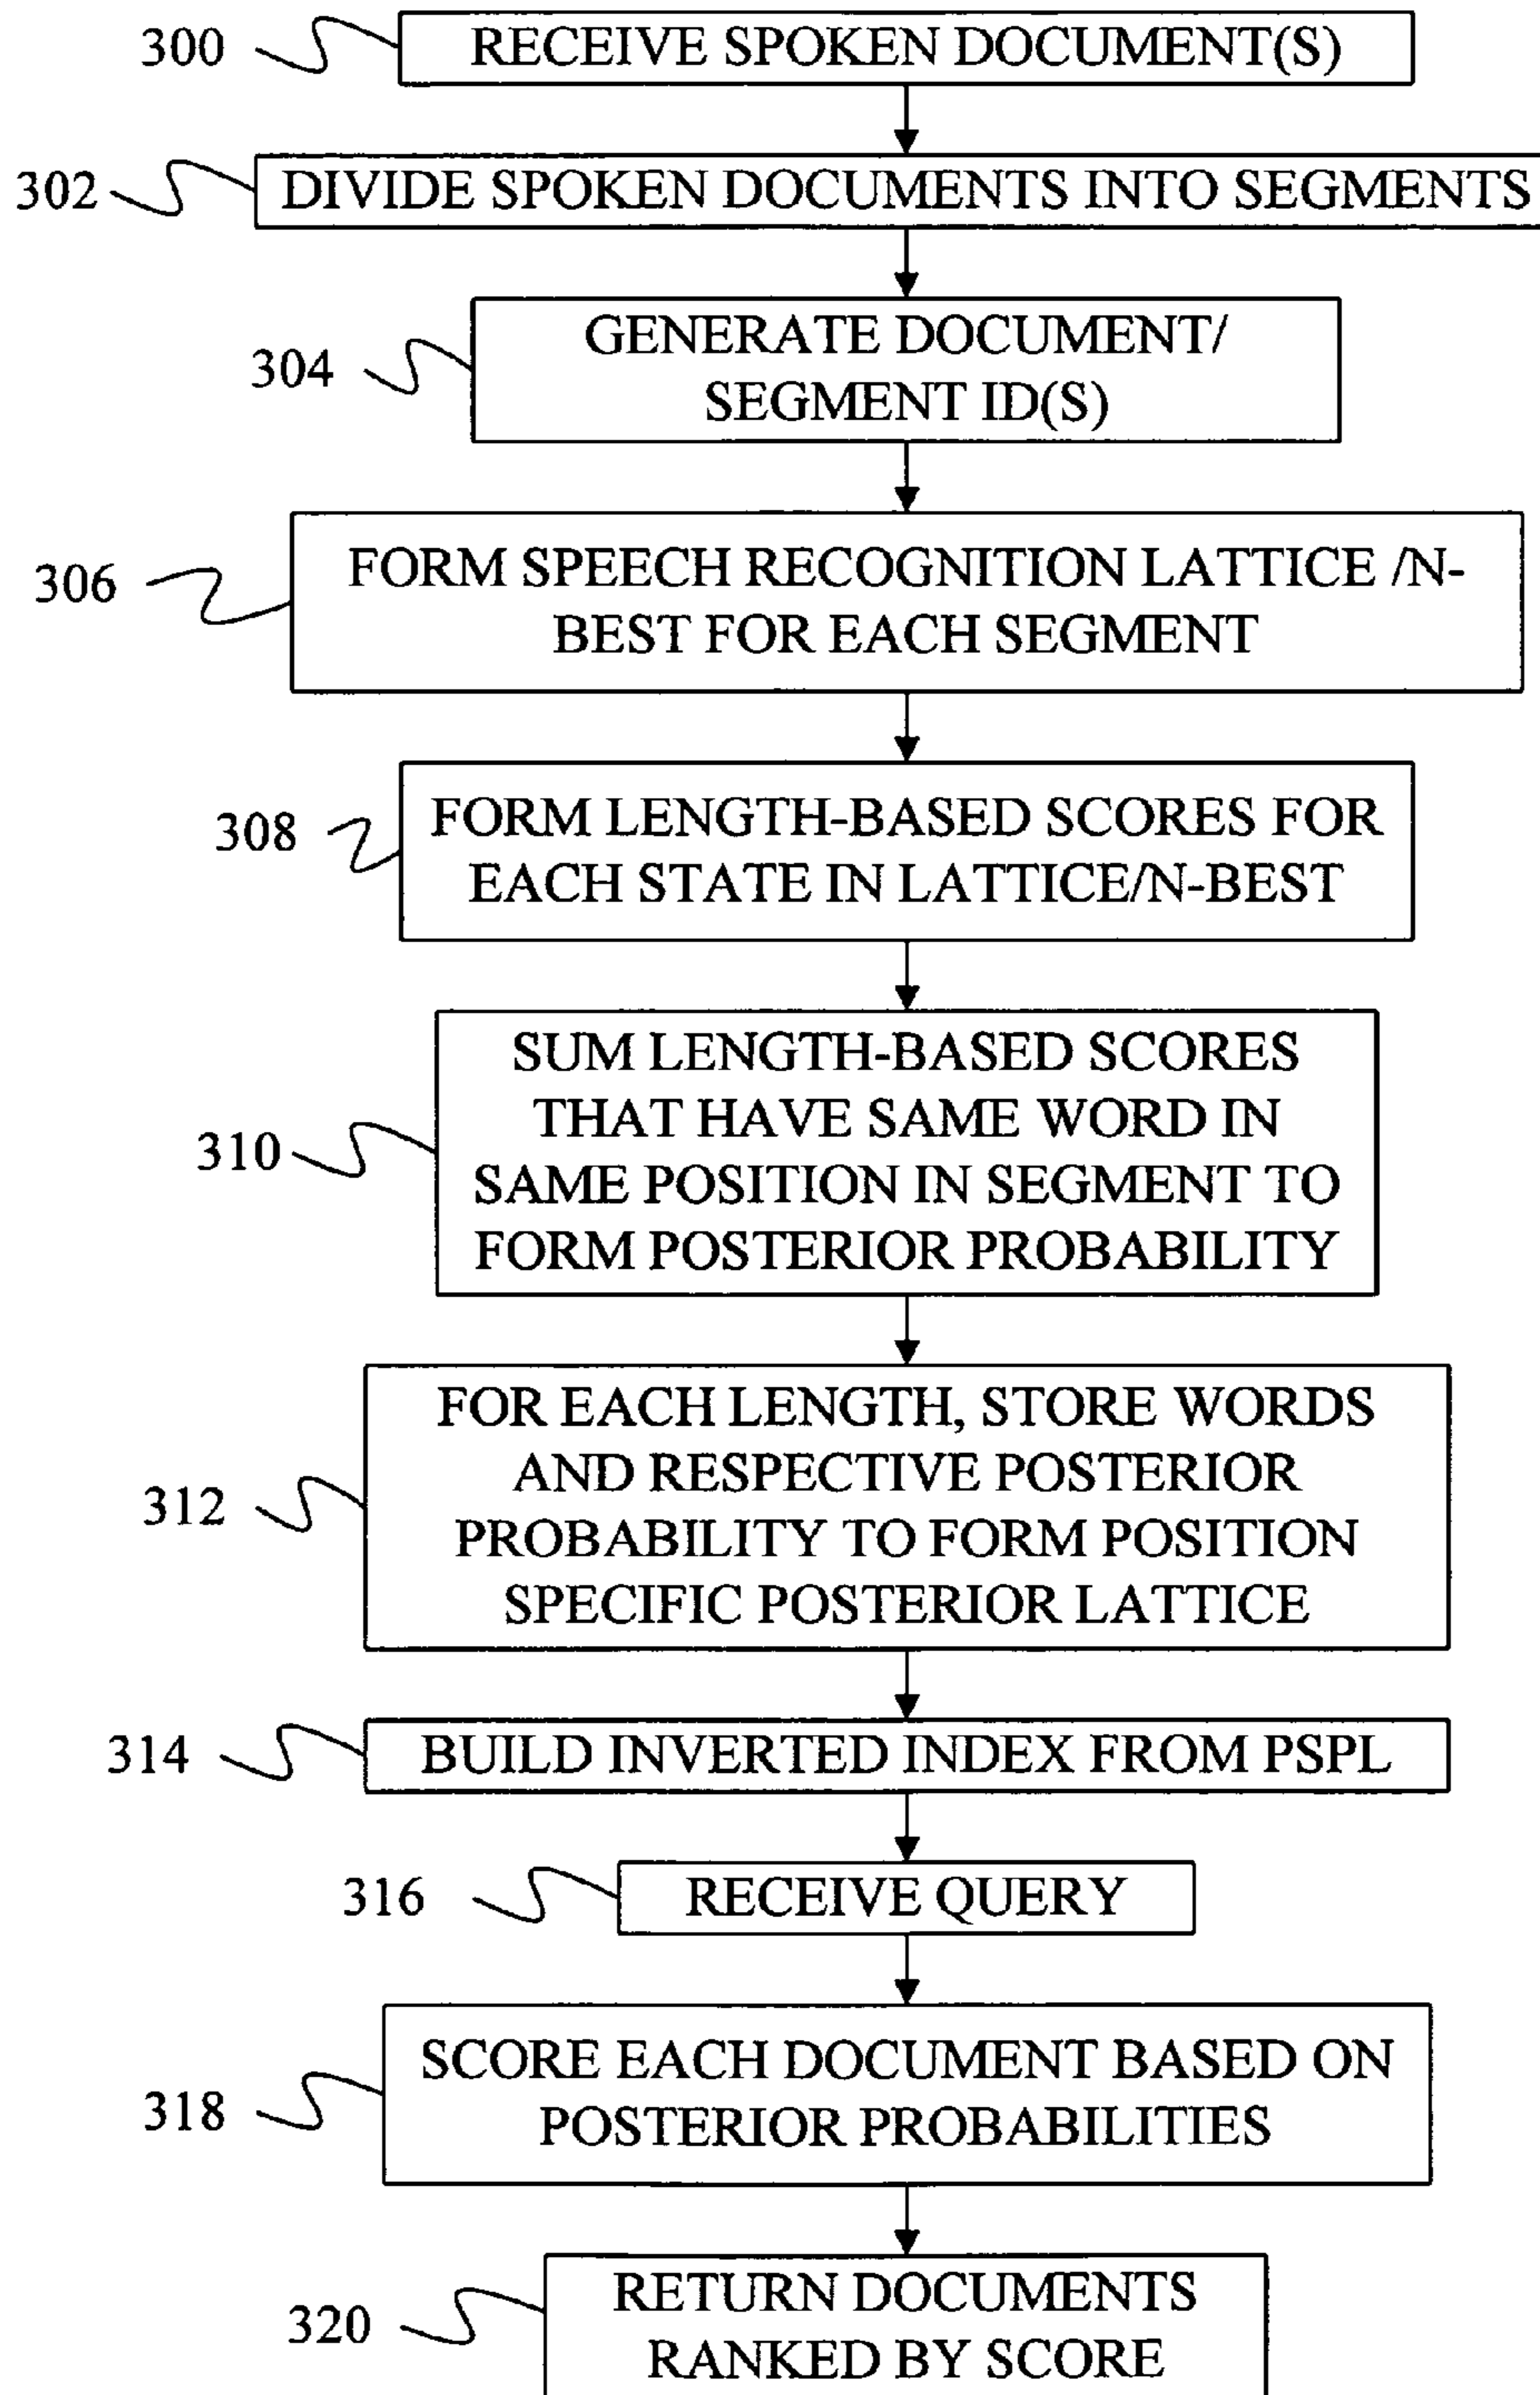 300 RECEIVE SPOKEN DOCUMENT(S)
302 DIVIDE SPOKEN DOCUMENTS INTO SEGMENTS
304 GENERATE DOCUMENT/
SEGMENT ID(S)
306 FORM SPEECH RECOGNITION LATTICE /N-
BEST FOR EACH SEGMENT
308 FORM LENGTH-BASED SCORES FOR
EACH STATE IN LATTICE/N-BEST
310 SUM LENGTH-BASED SCORES
THAT HAVE SAME WORD IN
SAME POSITION IN SEGMENT TO
FORM POSTERIOR PROBABILITY
312 FOR EACH LENGTH, STORE WORDS
AND RESPECTIVE POSTERIOR
PROBABILITY TO FORM POSITION
SPECIFIC POSTERIOR LATTICE
314 BUILD INVERTED INDEX FROM PSPL
316 RECEIVE QUERY
318 SCORE EACH DOCUMENT BASED ON
POSTERIOR PROBABILITIES
320 RETURN DOCUMENTS
RANKED BY SCORE